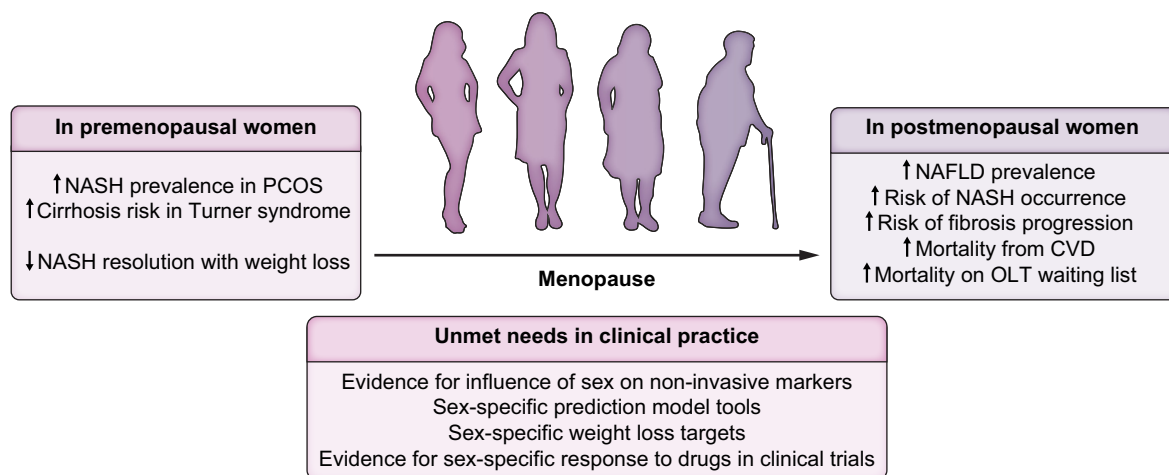 In premenopausal women
↑NASH prevalence in PCOS
↑Cirrhosis risk in Turner syndrome
↓NASH resolution with weight loss
Menopause
In postmenopausal women
↑NAFLD prevalence
↑Risk of NASH occurrence
↑Risk of fibrosis progression
↑Mortality from CVD
↑Mortality on OLT waiting list
Unmet needs in clinical practice
Evidence for influence of sex on non-invasive markers
Sex-specific prediction model tools
Sex-specific weight loss targets
Evidence for sex-specific response to drugs in clinical trials